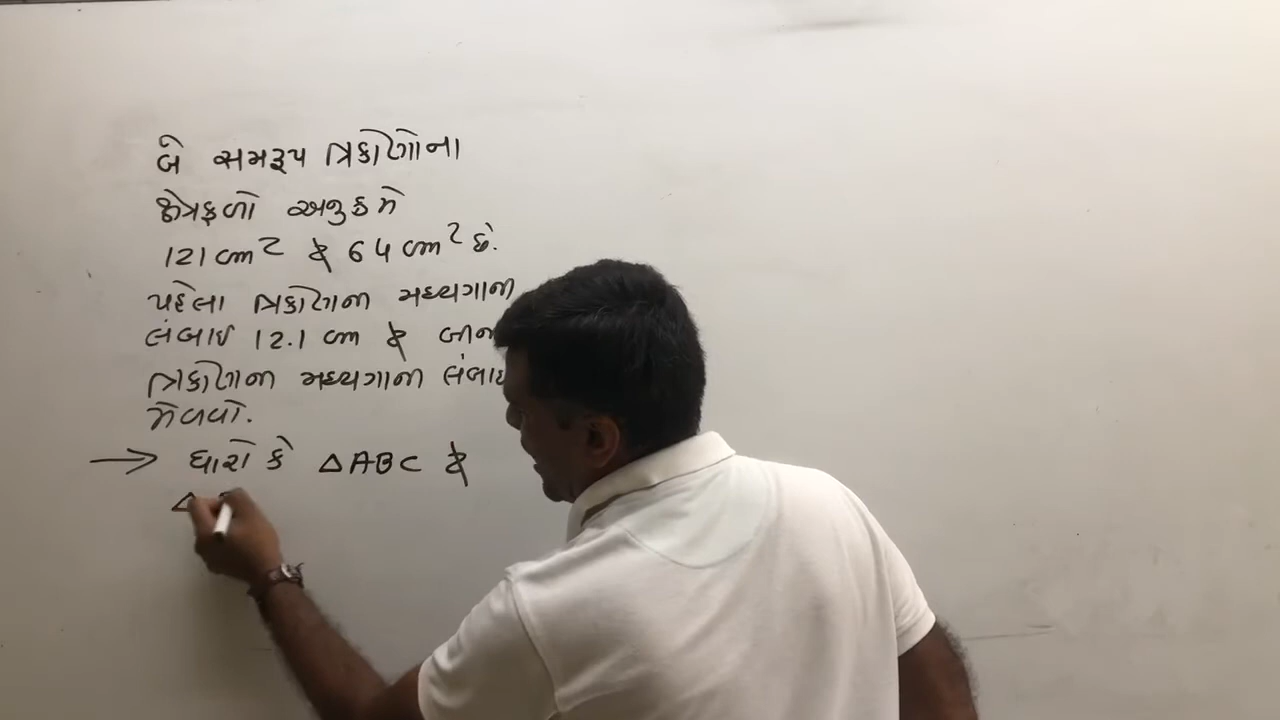 બે સમરૂપ ત્રિકોણોના
ક્ષેત્રફળો અનુક્રમે
121 cm² & 64 cm² છે.
પહેલા ત્રિકોણના મધ્યગાની
લંબાઈ 12.1 cm &
ત્રિકોણના મધ્યગાની
મેળવો.
→ ધારો કે △ABC &
△